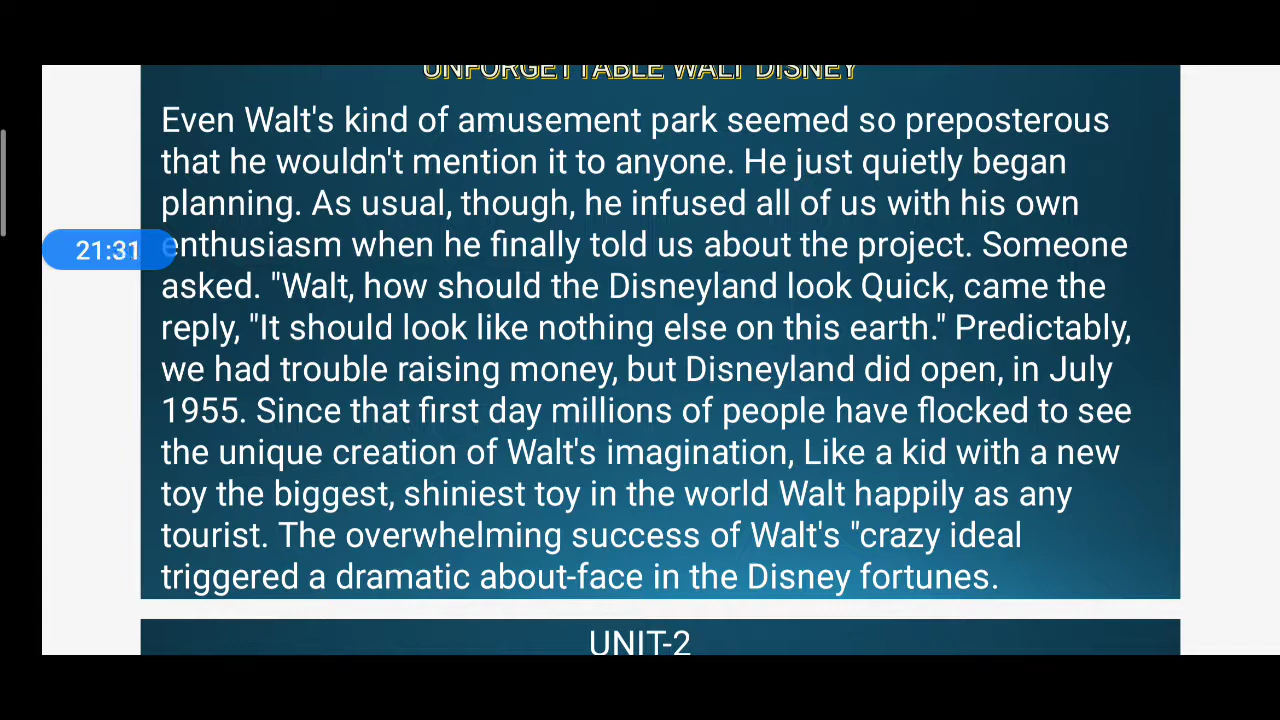 UNFORGETTABLE WALT DISNEY
Even Walt's kind of amusement park seemed so preposterous
that he wouldn't mention it to anyone. He just quietly began
planning. As usual, though, he infused all of us with his own
enthusiasm when he finally told us about the project. Someone
asked. "Walt, how should the Disneyland look Quick, came the
reply, "It should look like nothing else on this earth." Predictably,
we had trouble raising money, but Disneyland did open, in July
1955. Since that first day millions of people have flocked to see
the unique creation of Walt's imagination, Like a kid with a new
toy the biggest, shiniest toy in the world Walt happily as any
tourist. The overwhelming success of Walt's "crazy ideal
triggered a dramatic about-face in the Disney fortunes.
21:31
UNIT-2